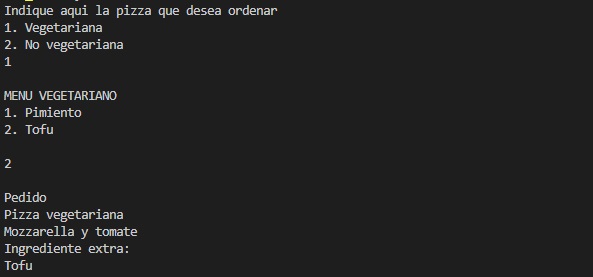 Indique aqui la pizza que desea ordenar
1. Vegetariana
2. No vegetariana
1
MENU VEGETARIANO
1. Pimiento
2. Tofu
2
Pedido
Pizza vegetariana
Mozzarella y tomate
Ingrediente extra:
Tofu